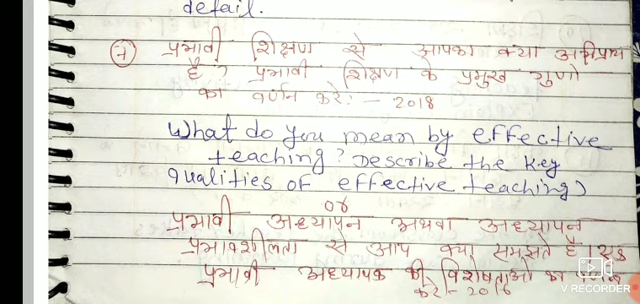 detail.
(न) प्रभावी शिक्षण से आपका क्या अभिप्राय
है? प्रभावी शिक्षण के प्रमुख गुणो
का वर्णन करे:- 2018
What do you mean by effective
teaching? Describe the key
qualities of effective teaching)
or
प्रभावी अध्यापन अथवा अध्यापन
प्रभावशीलता से आप क्या समझते है।
प्रभावी अध्यापक की विशेषताओ का
करे - 2016
V RECORDER